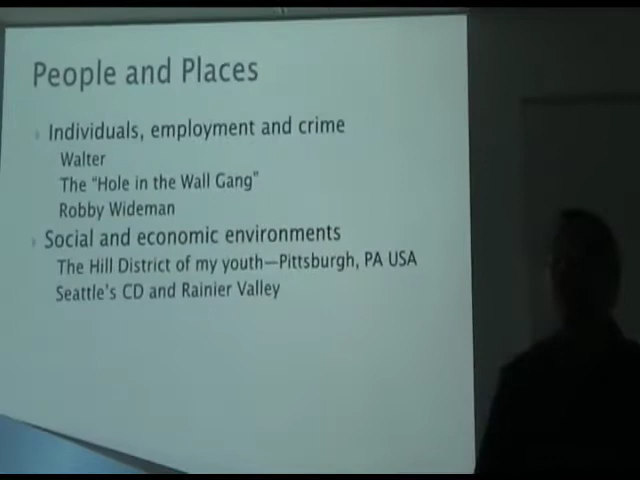 People and Places
Individuals, employment and crime
Walter
The "Hole in the Wall Gang"
Robby Wideman
Social and economic environments
The Hill District of my youth—Pittsburgh, PA USA
Seattle's CD and Rainier Valley